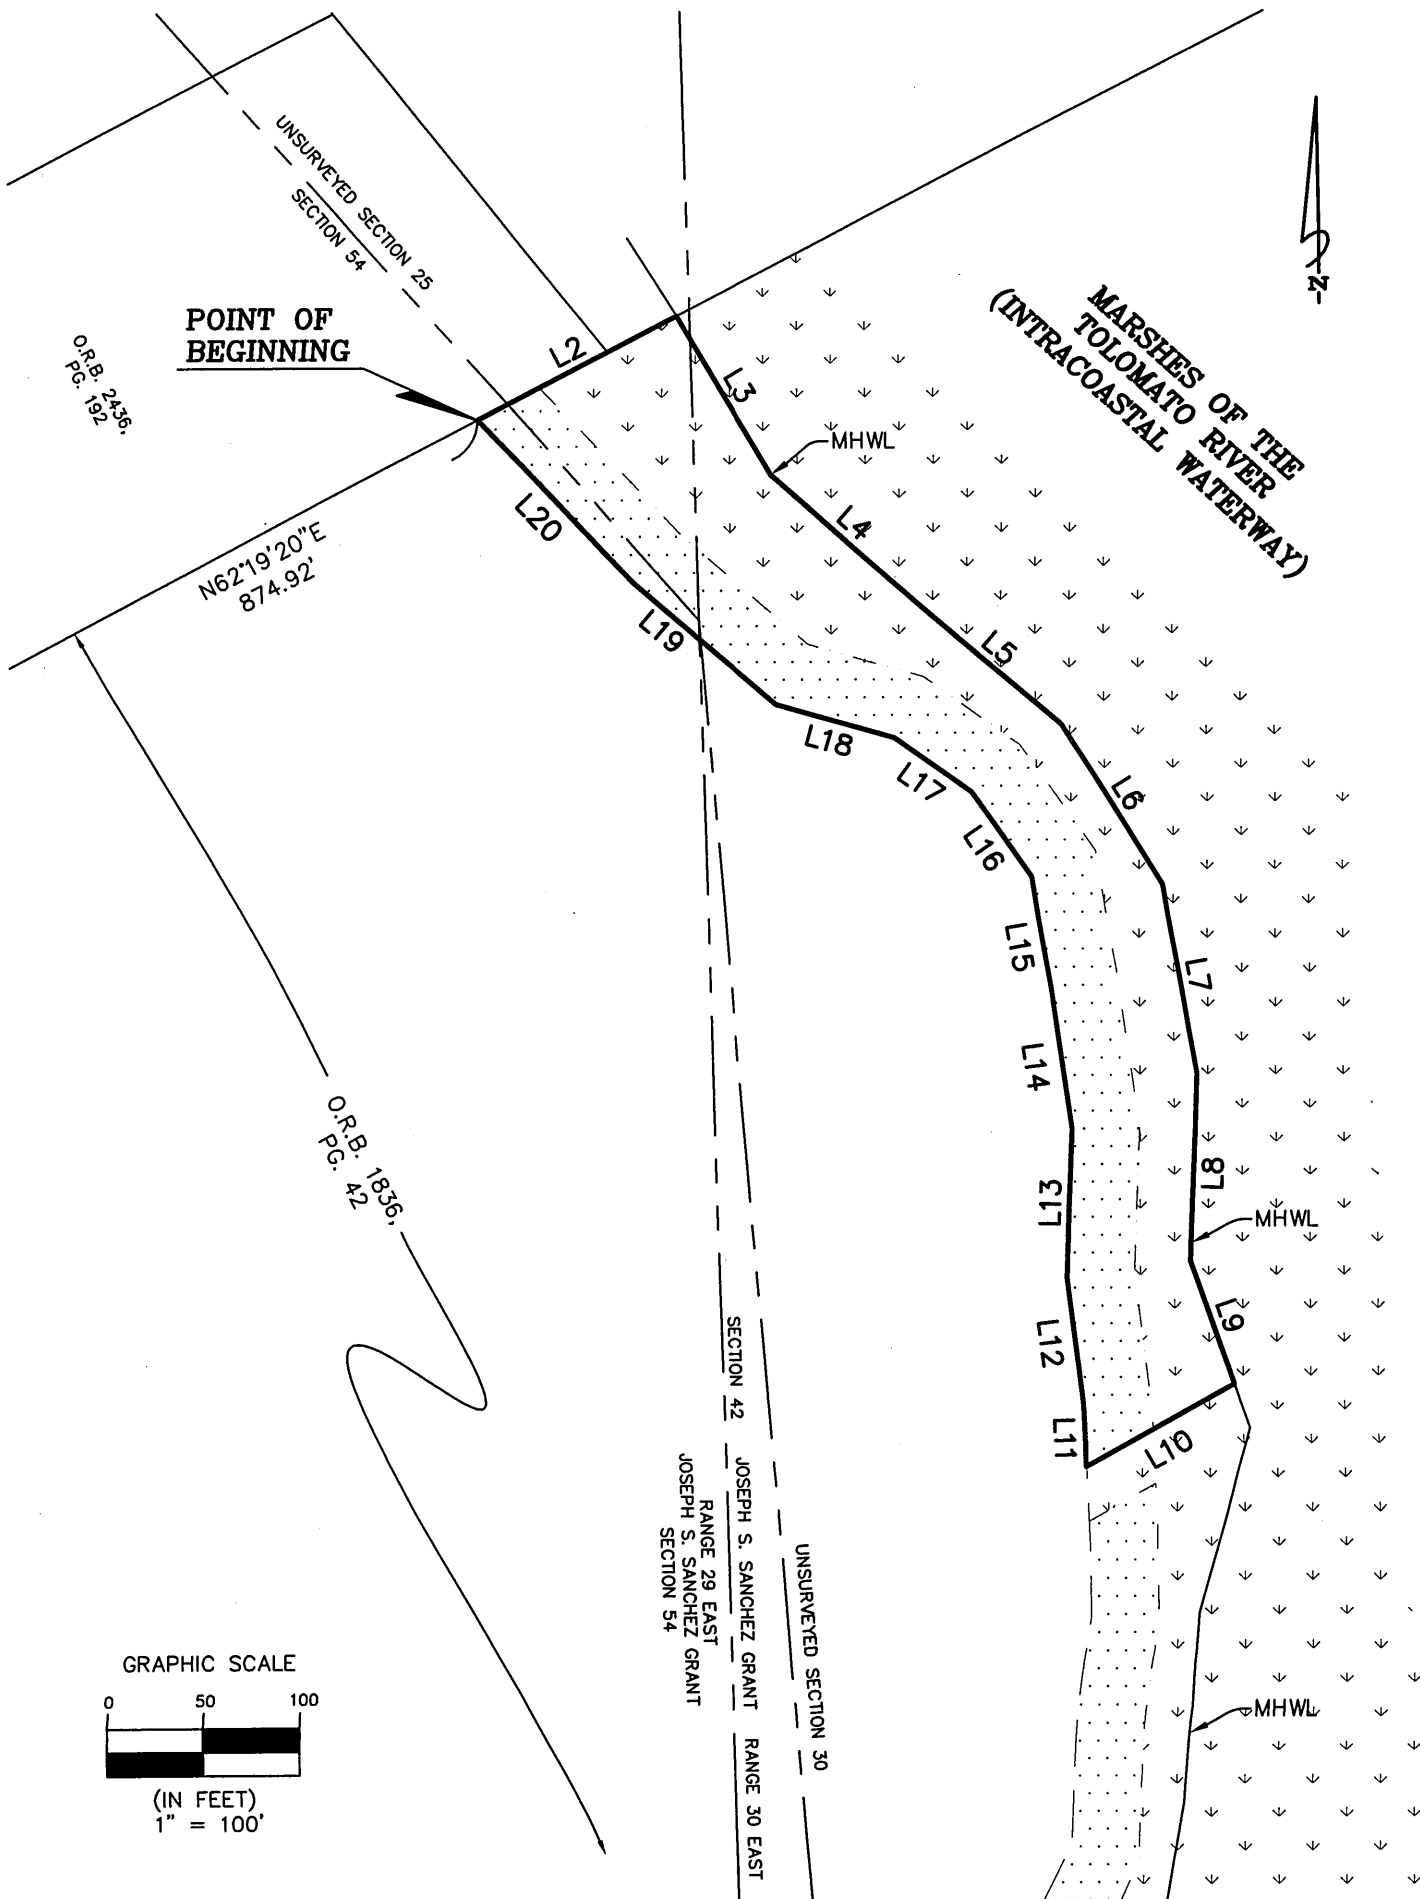 UNSURVEYED SECTION 25
SECTION 54
POINT OF
BEGINNING
O.R.B. 2436,
PG. 192
L2
L3
MHWL
MARSHES OF THE
TOLOMATO RIVER
(INTRACOASTAL WATERWAY)
N
L4
L20
N62°19'20"E
874.92'
L19
L5
L18
L17
L6
L16
L15
L7
L14
O.R.B. 1836,
PG. 42
L13
L8
MHWL
L12
L9
L11
L10
SECTION 42 JOSEPH S. SANCHEZ GRANT RANGE 30 EAST
RANGE 29 EAST
JOSEPH S. SANCHEZ GRANT
SECTION 54
UNSURVEYED SECTION 30
MHWL
GRAPHIC SCALE
0 50 100
(IN FEET)
1" = 100'